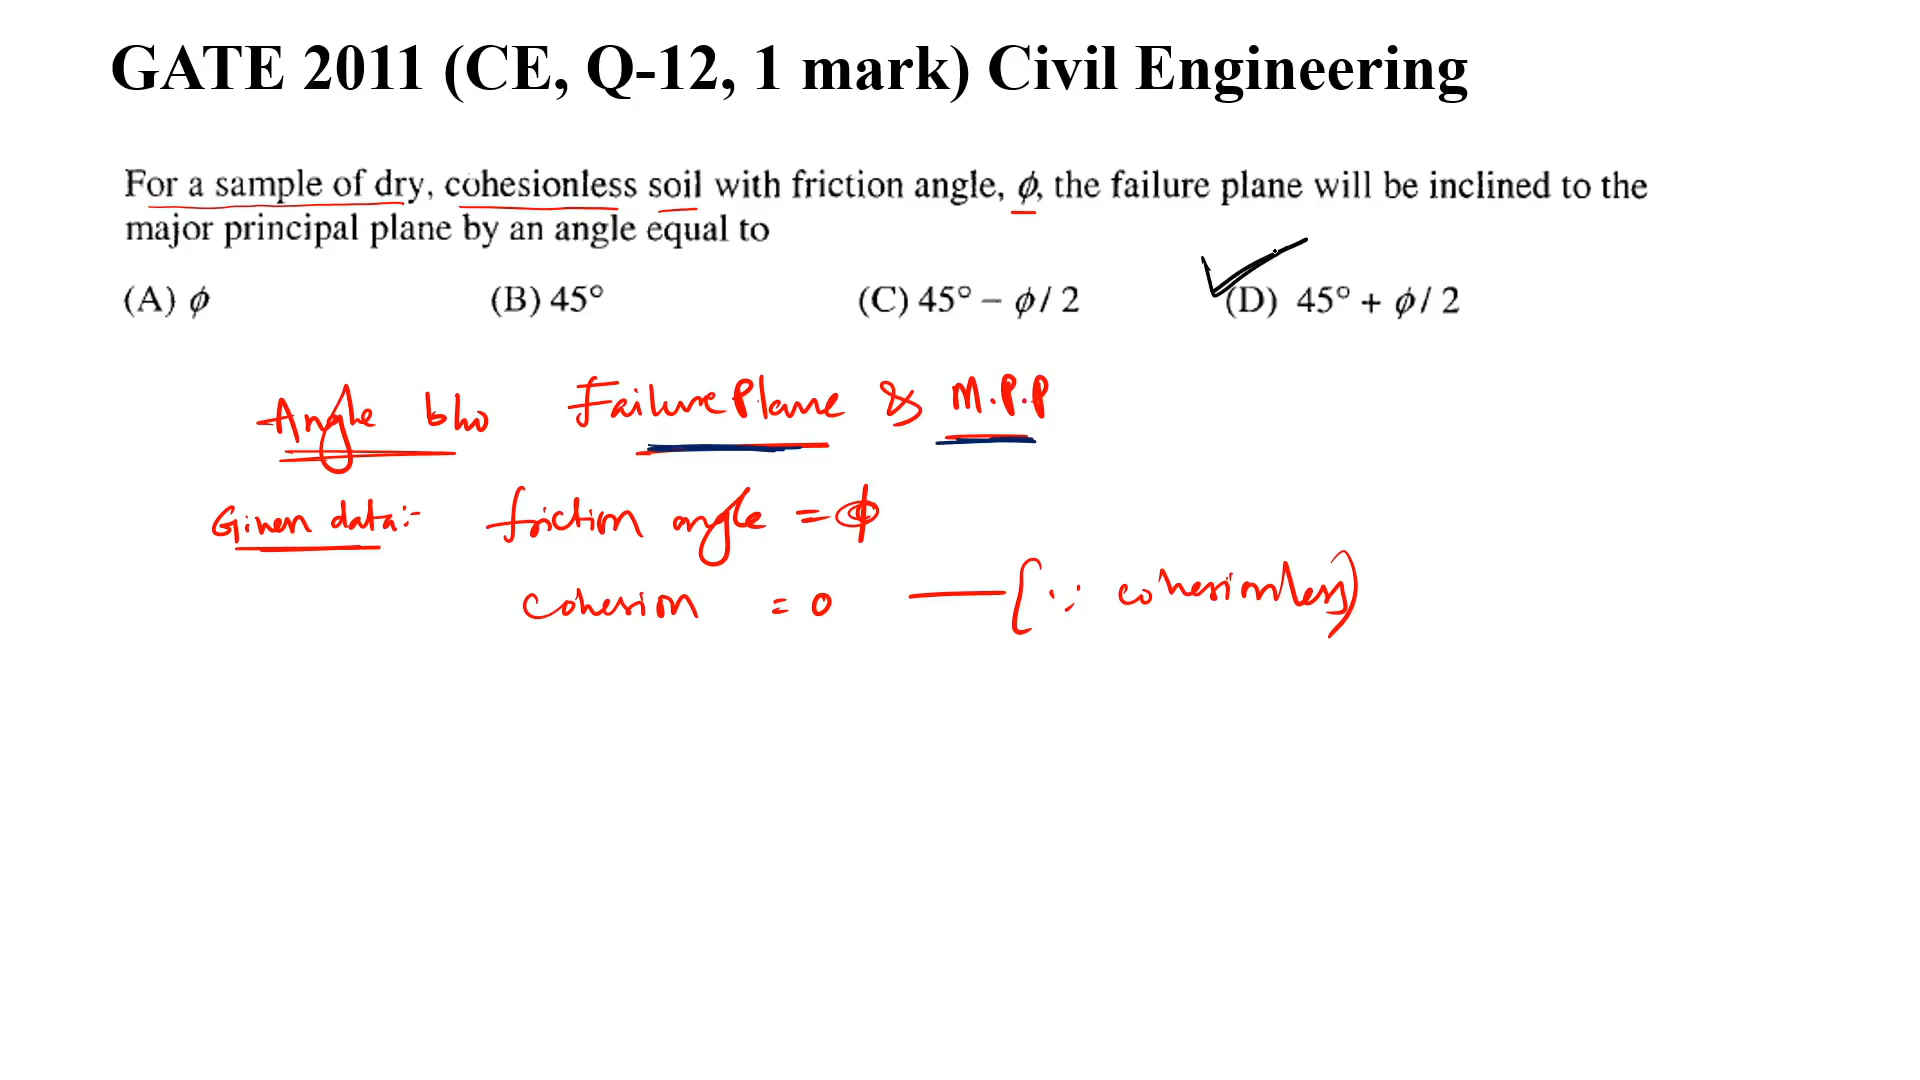 GATE 2011 (CE, Q-12, 1 mark) Civil Engineering
For a sample of dry, cohesionless soil with friction angle, ϕ, the failure plane will be inclined to the
major principal plane by an angle equal to
(A) ϕ (B) 45° (C) 45° – ϕ/ 2 (D) 45° + ϕ/ 2
Angle b/w Failure Plane & M.P.P
Given data:- friction angle = ϕ
cohesion = 0 — (∵ cohesionless)